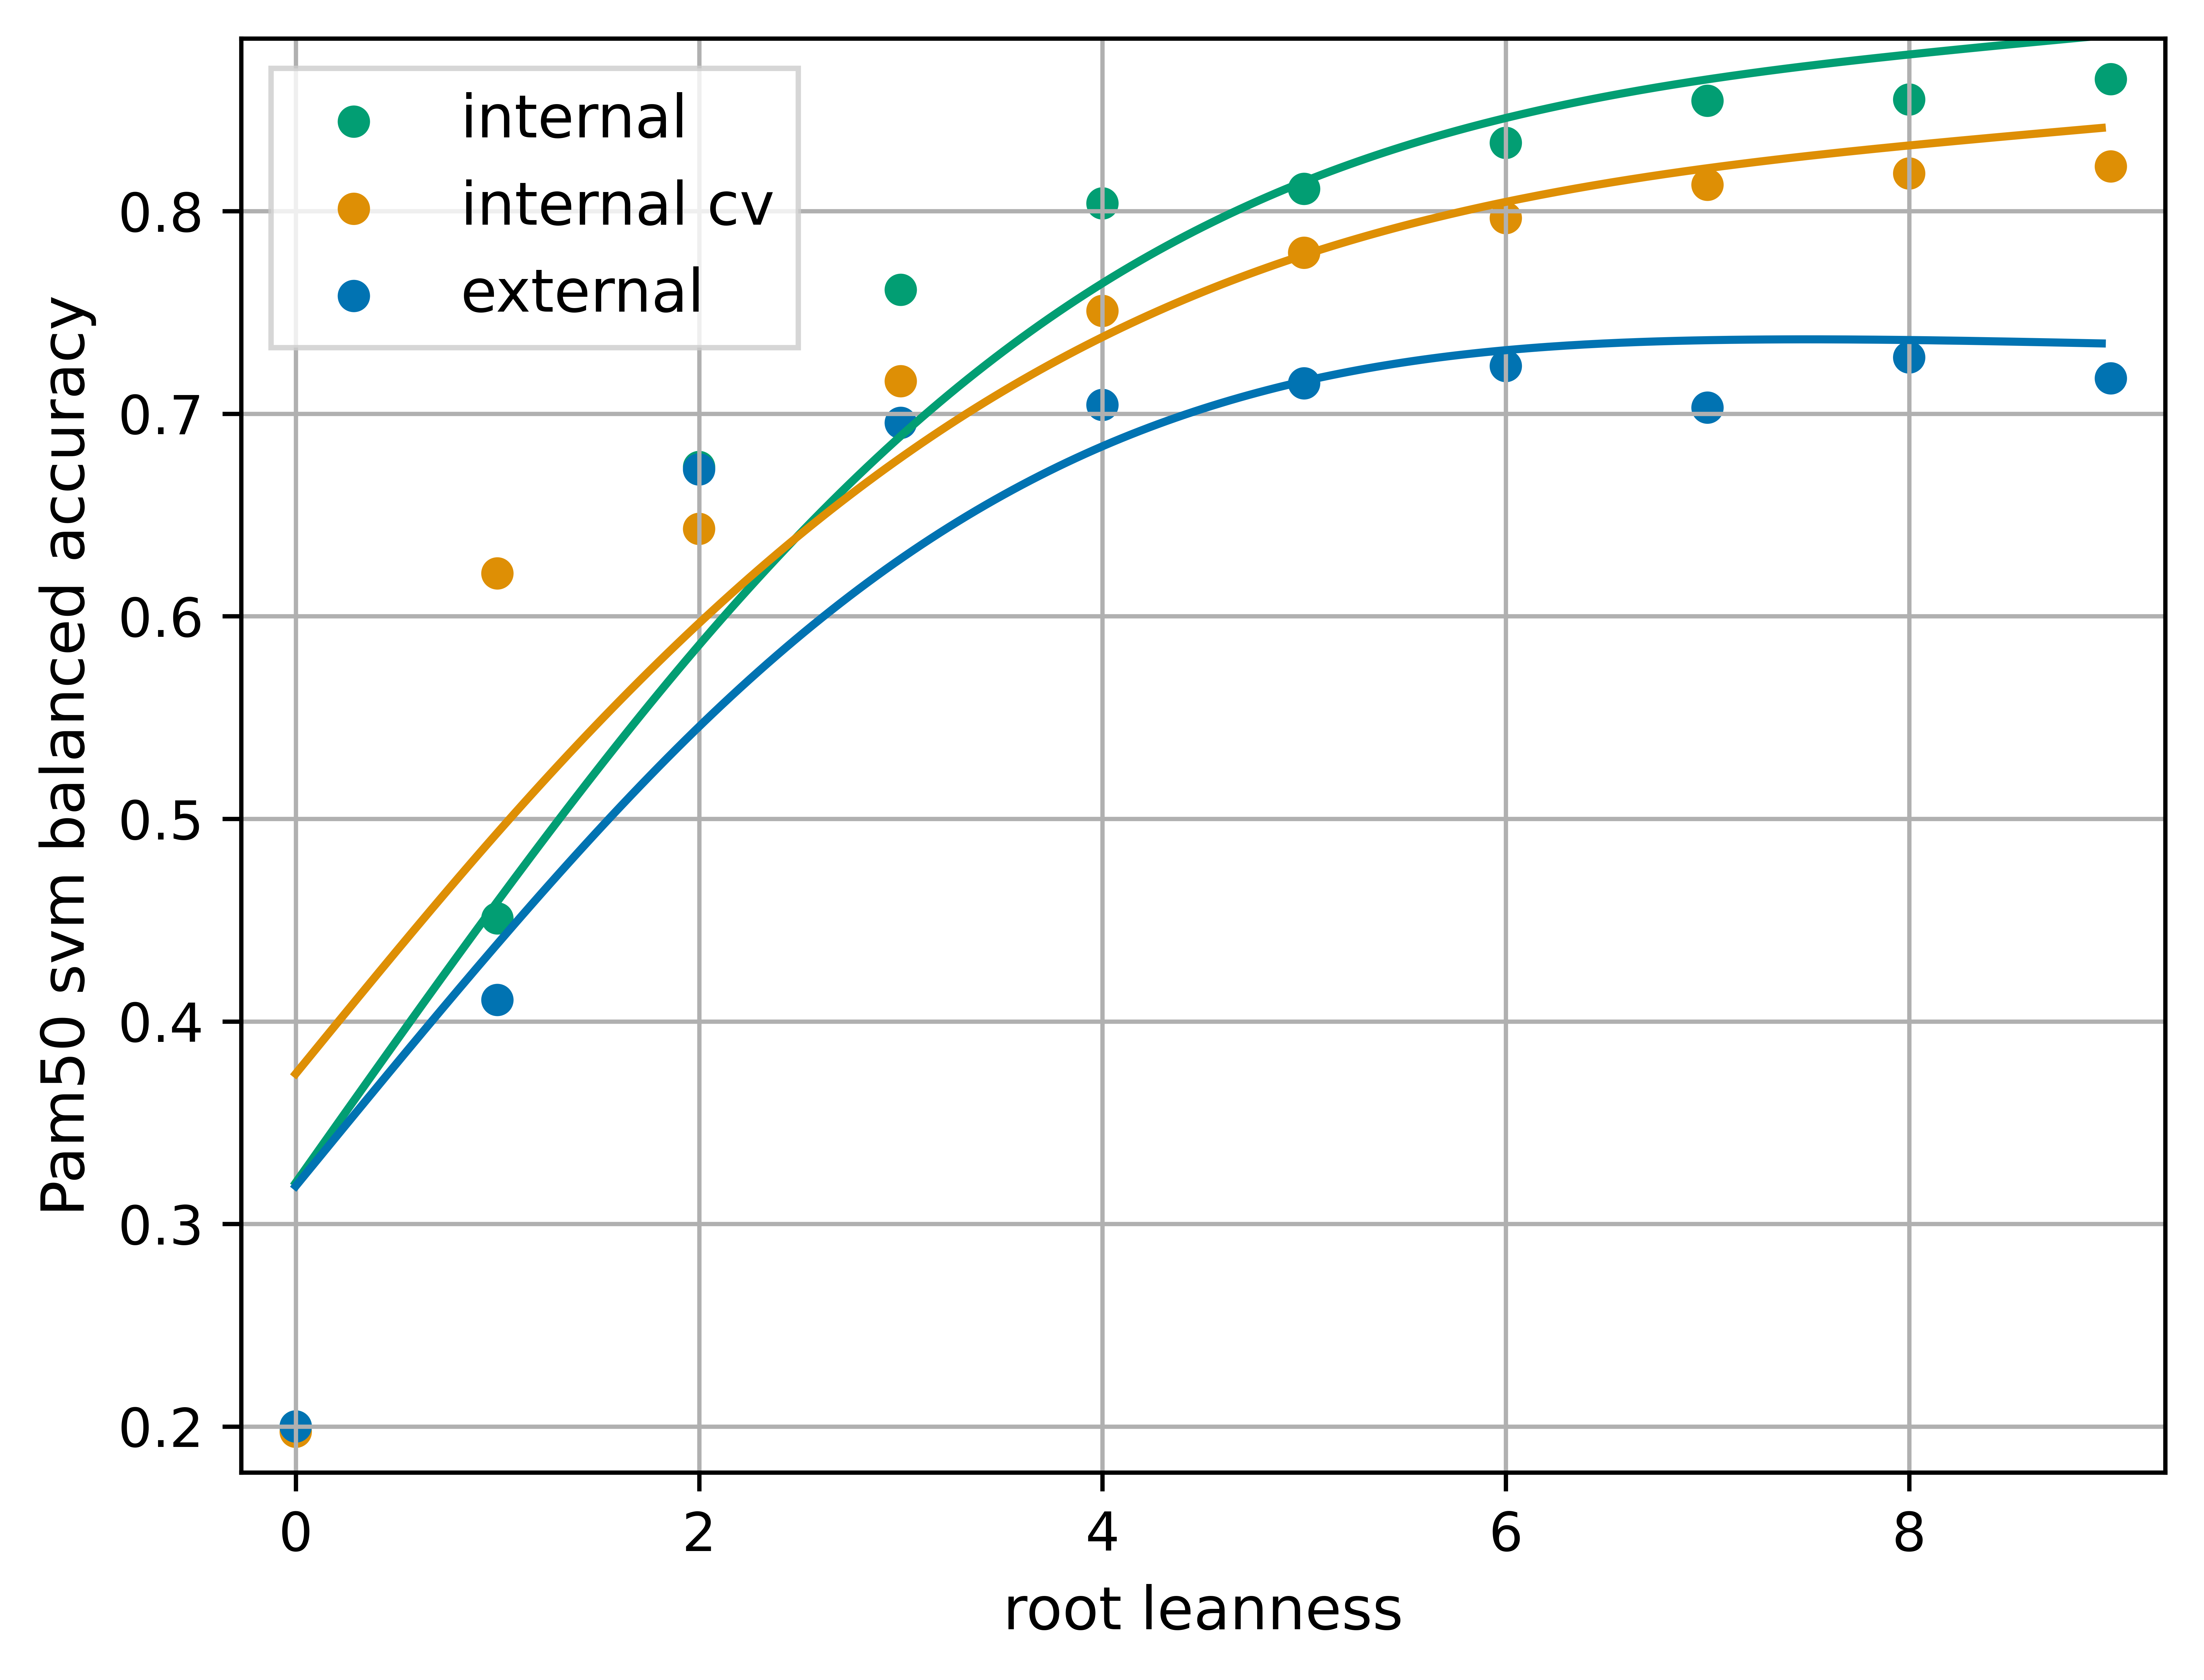 internal
internal cv
external
Pam50 svm balanced accuracy
0.8
0.7
0.6
0.5
0.4
0.3
0.2
0 2 4 6 8
root leanness